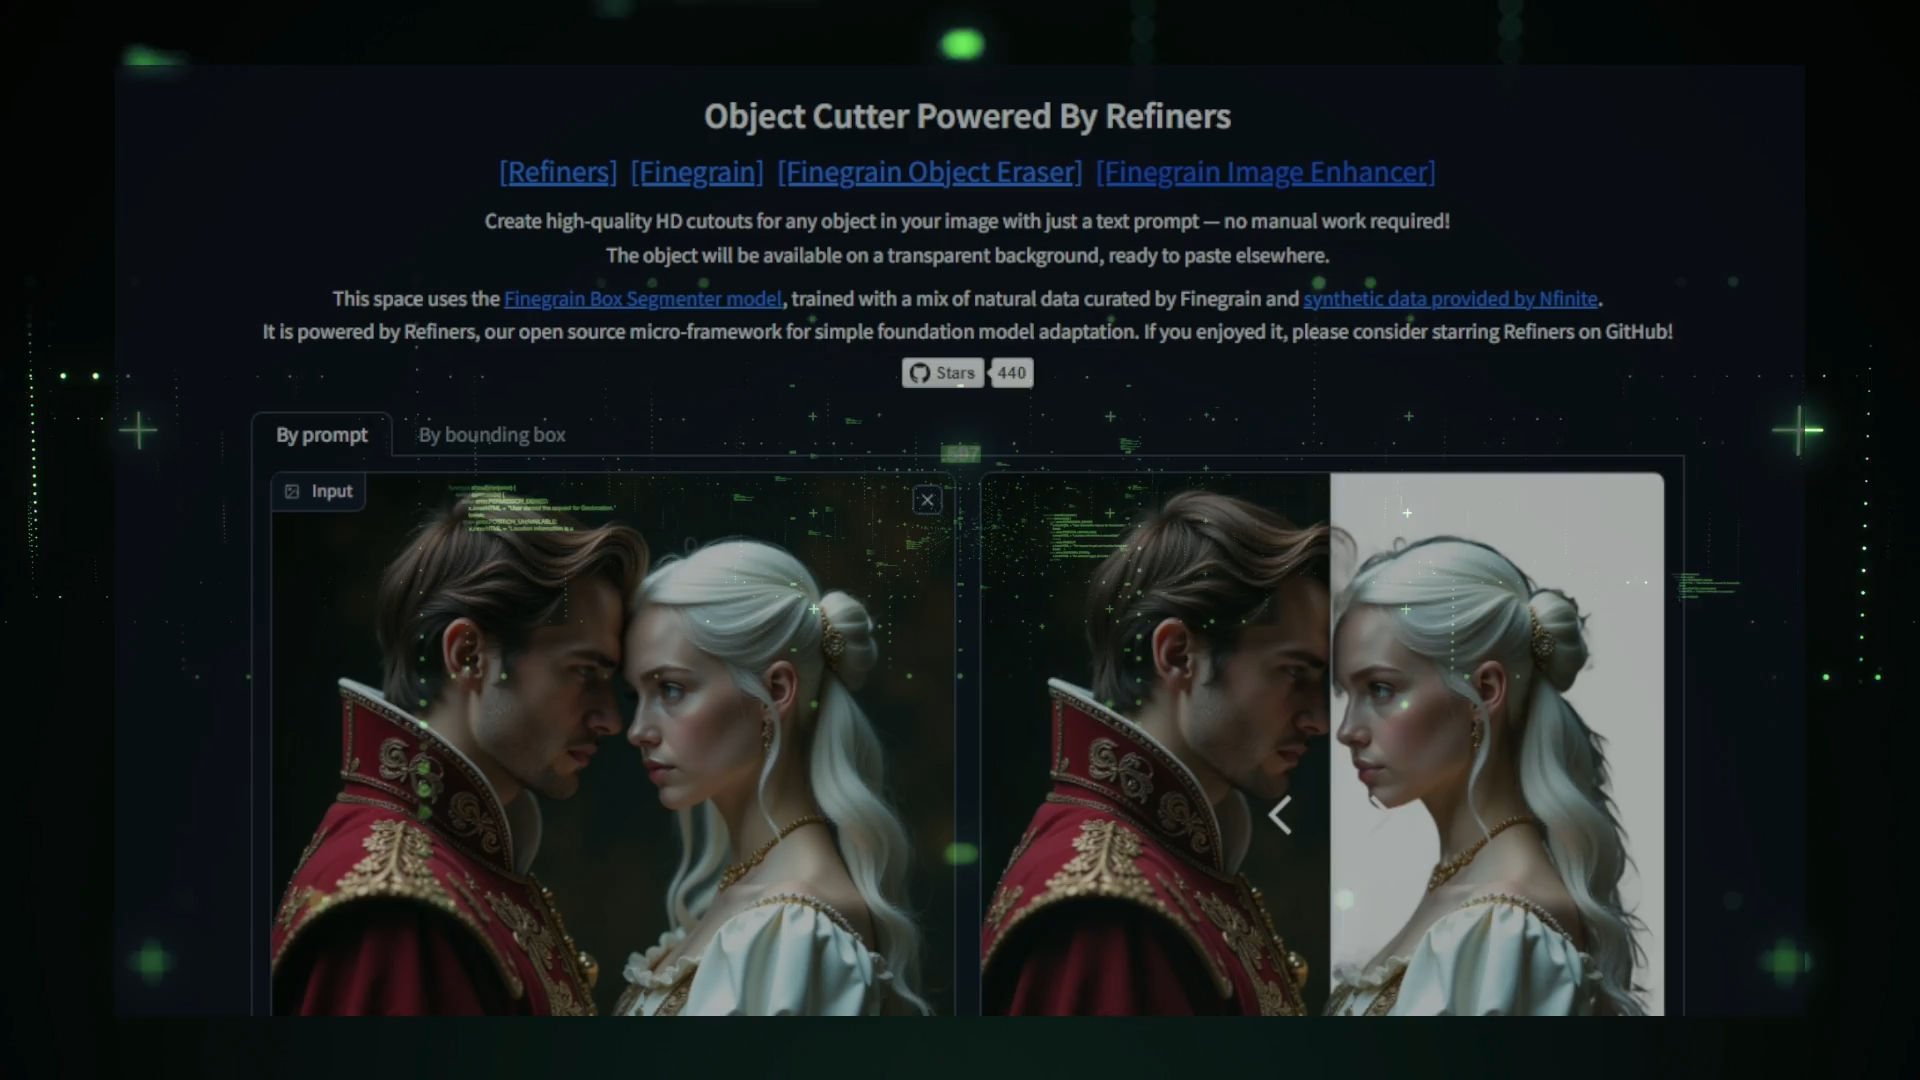 Object Cutter Powered By Refiners
[Refiners] [Finegrain] [Finegrain Object Eraser] [Finegrain Image Enhancer]
Create high-quality HD cutouts for any object in your image with just a text prompt — no manual work required!
The object will be available on a transparent background, ready to paste elsewhere.
This space uses the Finegrain Box Segmenter model, trained with a mix of natural data curated by Finegrain and synthetic data provided by Nfinite.
It is powered by Refiners, our open source micro-framework for simple foundation model adaptation. If you enjoyed it, please consider starring Refiners on GitHub!
Stars 440
By prompt By bounding box
Input